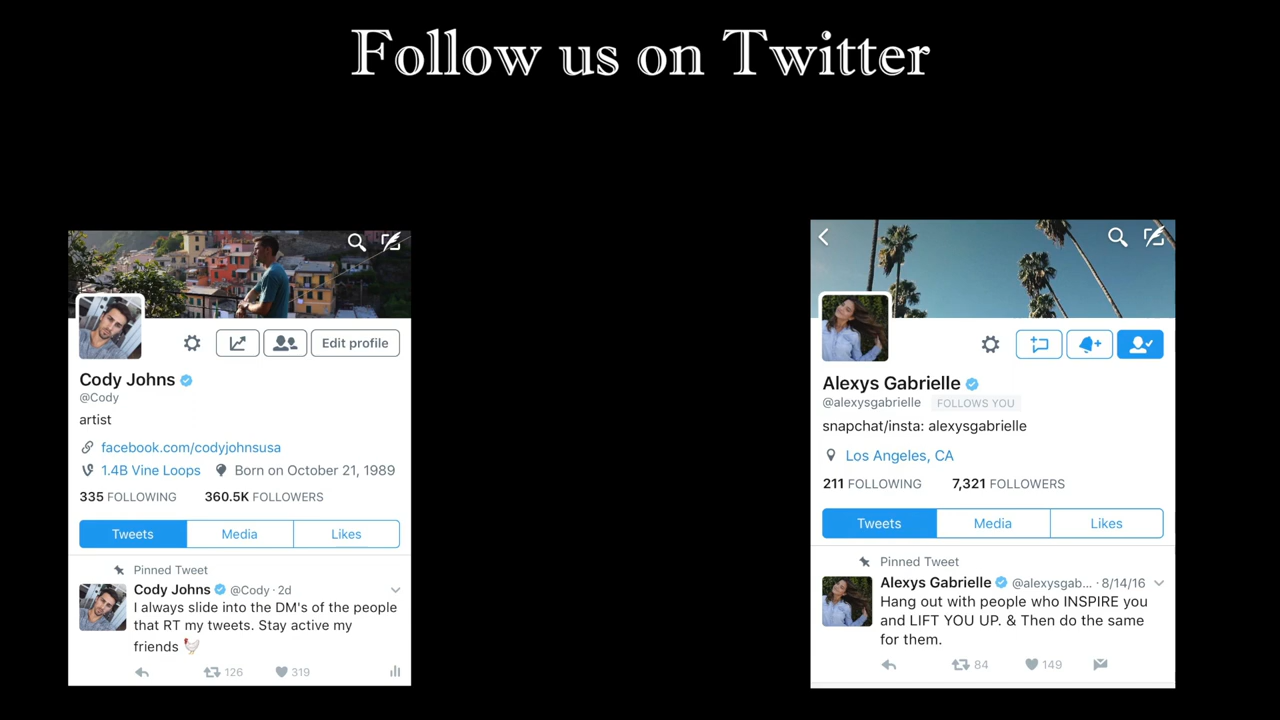 Follow us on Twitter
Edit profile
Cody Johns
@Cody
artist
facebook.com/codyjohnsusa
1.4B Vine Loops Born on October 21, 1989
335 FOLLOWING 360.5K FOLLOWERS
Tweets Media Likes
Pinned Tweet
Cody Johns @Cody · 2d
I always slide into the DM's of the people
that RT my tweets. Stay active my
friends 🐓
126 319
Alexys Gabrielle
@alexysgabrielle FOLLOWS YOU
snapchat/insta: alexysgabrielle
Los Angeles, CA
211 FOLLOWING 7,321 FOLLOWERS
Tweets Media Likes
Pinned Tweet
Alexys Gabrielle @alexysgab... · 8/14/16
Hang out with people who INSPIRE you
and LIFT YOU UP. & Then do the same
for them.
84 149